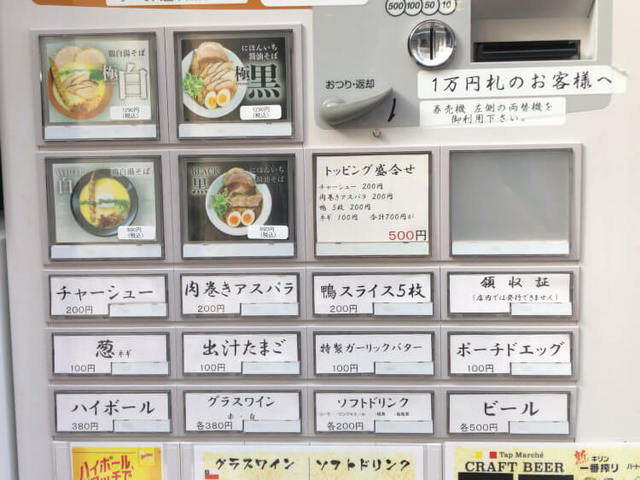 500 100 50 10
おつり・返却
1万円札のお客様へ
券売機 左側の両替機を
御利用下さい。
鶏白湯そば
極白
1290円
(税込)
にほんいち
醤油そば
極黒
1290円
(税込)
WHITE
白
鶏白湯そば
890円
(税込)
BLACK
黒
にほんいち
醤油そば
890円
(税込)
トッピング盛合せ
チャーシュー 200円
肉巻きアスパラ 200円
鴨 5枚 200円
ネギ 100円 合計700円が
500円
チャーシュー
200円
肉巻きアスパラ
200円
鴨スライス5枚
200円
領収証
(店内では発行できません)
葱 ネギ
100円
出汁たまご
100円
特製ガーリックバター
100円
ポーチドエッグ
100円
ハイボール
380円
グラスワイン
赤・白
各380円
ソフトドリンク
各200円
ビール
各500円
ハイボール
グラスワイン
ソフトドリンク
Tap Marché
CRAFT BEER
キリン
一番搾り